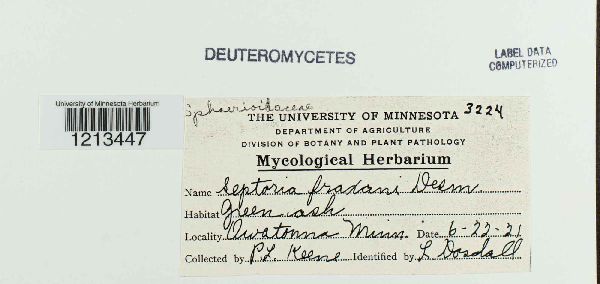 DEUTEROMYCETES
LABEL DATA
COMPUTERIZED
University of Minnesota Herbarium
1213447
Sphaerioidaceae
3224
THE UNIVERSITY OF MINNESOTA
DEPARTMENT OF AGRICULTURE
DIVISION OF BOTANY AND PLANT PATHOLOGY
Mycological Herbarium
Name Septoria fraxani Desm
Habitat Green ash
Locality Owatonna Minn. Date 6-22-21
Collected by P.L. Keene Identified by L Dosdall